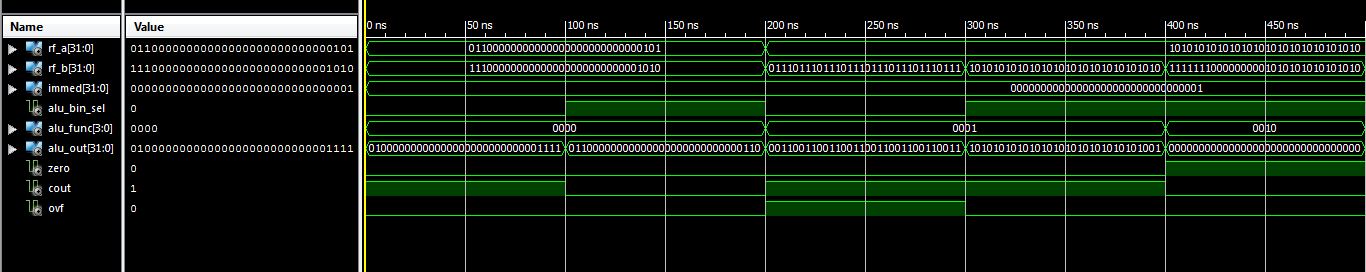 Name Value
0 ns 50 ns 100 ns 150 ns 200 ns 250 ns 300 ns 350 ns 400 ns 450 ns
rf_a[31:0] 01100000000000000000000000000101 01100000000000000000000000000101 10101010101010101010101010101010
rf_b[31:0] 11100000000000000000000000001010 11100000000000000000000000001010 01110111011101110111011101110111 10101010101010101010101010101010 11111111000000001010101010101010
immed[31:0] 00000000000000000000000000000001 00000000000000000000000000000001
alu_bin_sel 0
alu_func[3:0] 0000 0000 0001 0010
alu_out[31:0] 01000000000000000000000000001111 01000000000000000000000000001111 01100000000000000000000000000110 00110011001100110011001100110011 10101010101010101010101010101001 00000000000000000000000000000000
zero 0
cout 1
ovf 0